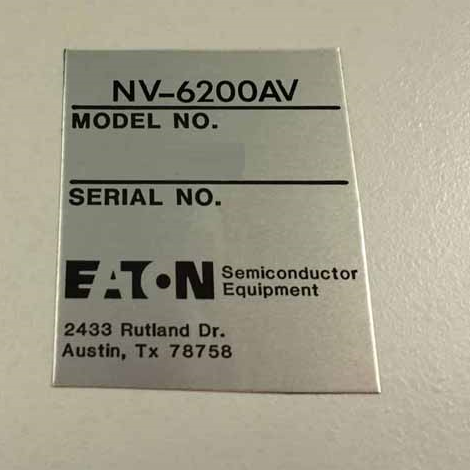 NV-6200AV
MODEL NO.
SERIAL NO.
EATON Semiconductor
Equipment
2433 Rutland Dr.
Austin, Tx 78758